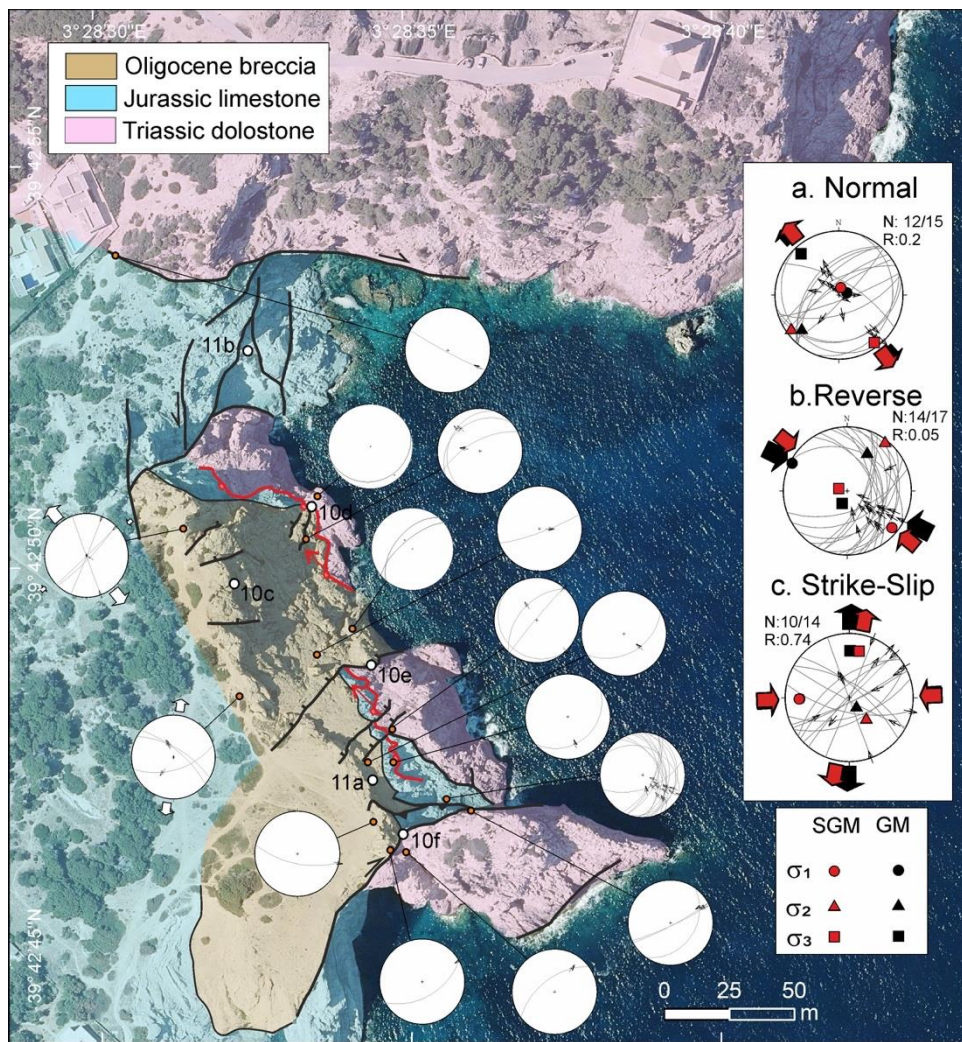 3° 28'30"E
3° 28'35"E
3° 28'40"E
Oligocene breccia
Jurassic limestone
Triassic dolostone
39° 42'55"N
39° 42'50"N
39° 42'45"N
11b
10d
10c
10e
11a
10f
a. Normal
N: 12/15
R:0.2
N
b.Reverse
N:14/17
R:0.05
N
c. Strike-Slip
N:10/14
R:0.74
SGM GM
σ1
σ2
σ3
0 25 50
m